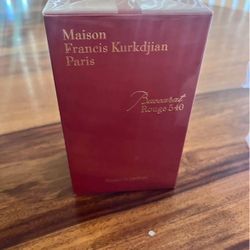 Maison
Francis Kurkdjian
Paris
Baccarat
Rouge 540